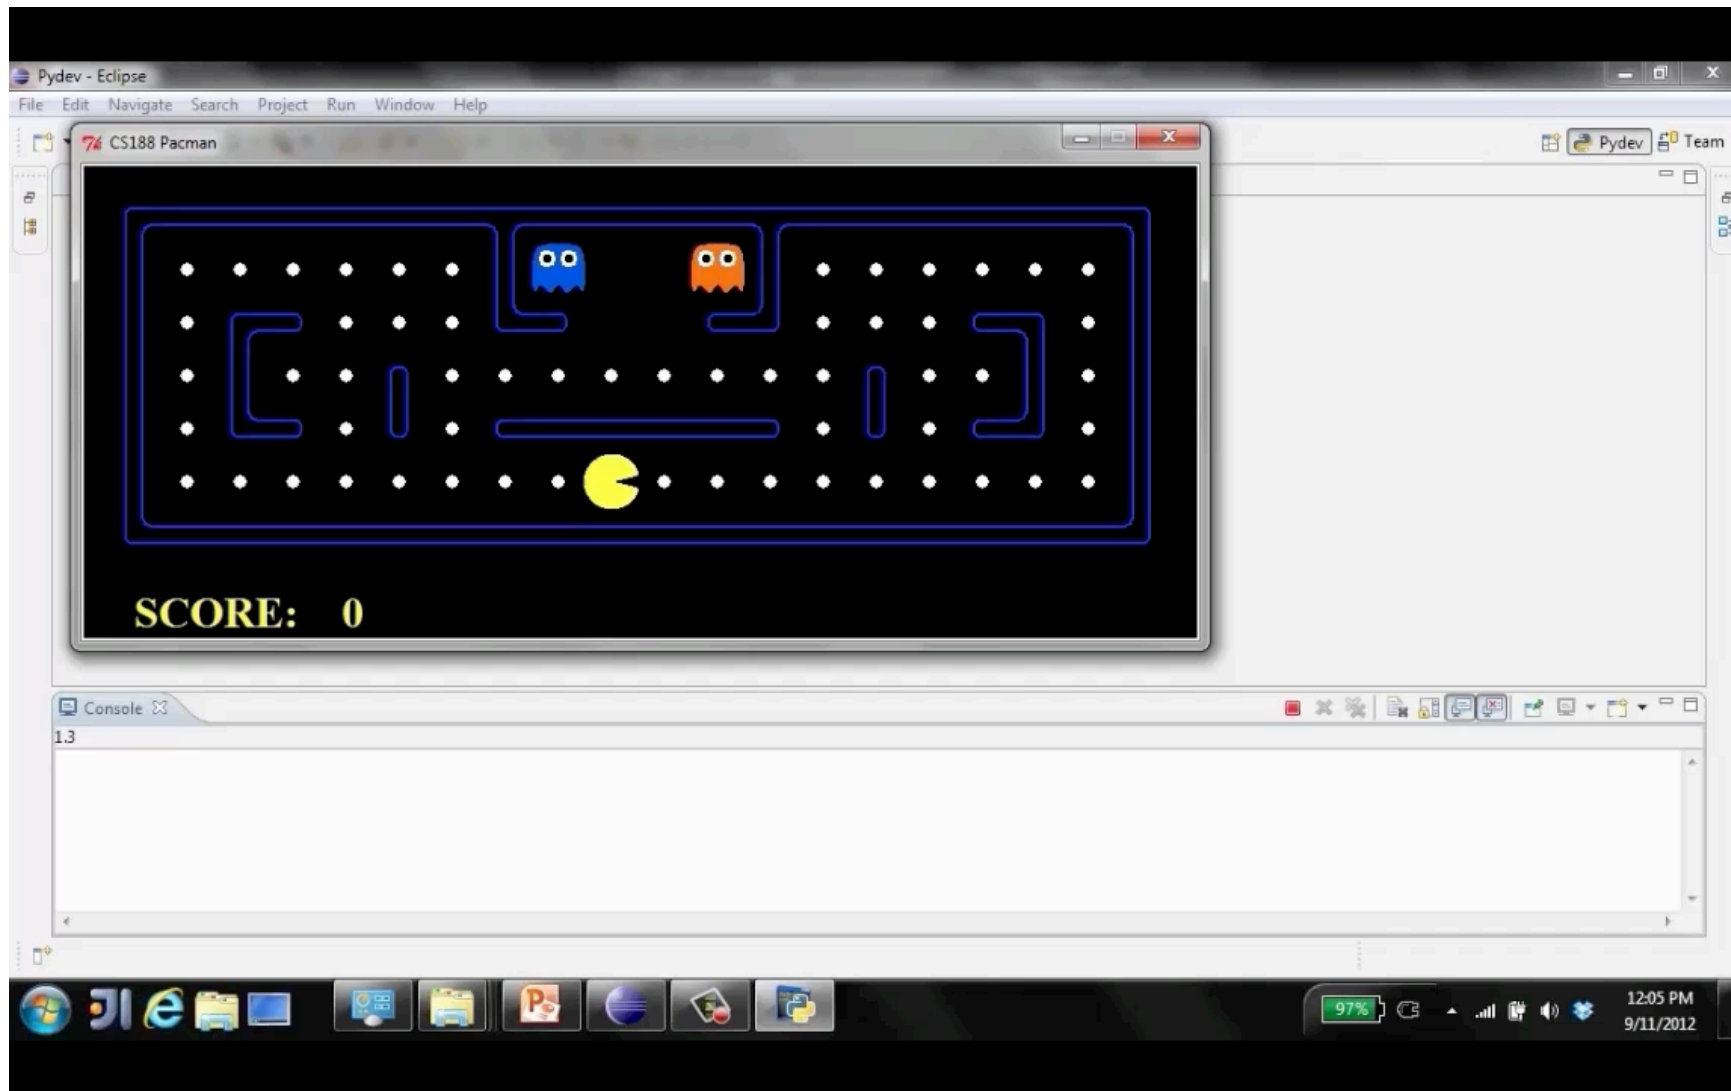 Pydev - Eclipse
File Edit Navigate Search Project Run Window Help
CS188 Pacman
Pydev Team
SCORE: 0
Console
1.3
97%
12:05 PM
9/11/2012